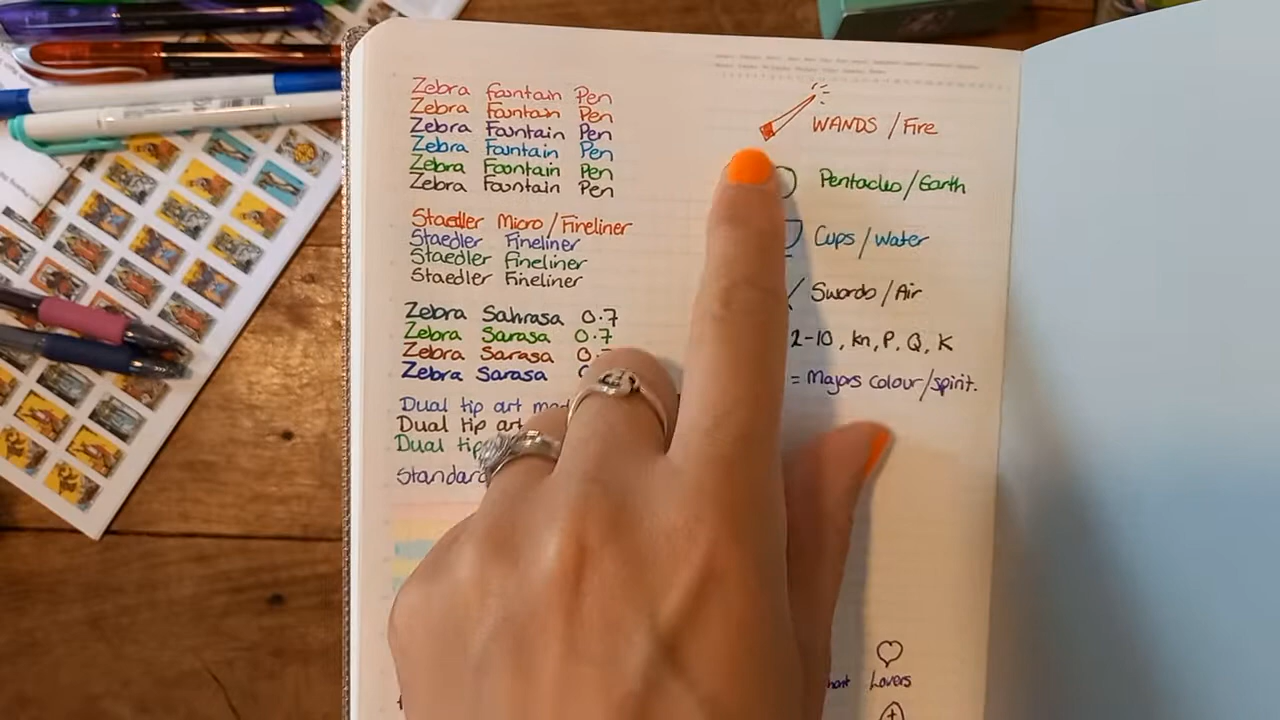 Zebra Fountain Pen
Zebra Fountain Pen
Zebra Fountain Pen
Zebra Fountain Pen
Zebra Foontain Pen
Zebra Fountain Pen
Staedler Micro/Fineliner
Staedler Fineliner
Staedler Fineliner
Staedler Fineliner
Zebra Sahrasa 0.7
Zebra Sarasa 0.7
Zebra Sarasa
Zebra Sarasa
Dual tip art
Dual tip art
Dual tip
Standard
WANDS / Fire
Pentacles/Earth
Cups / Water
Swords / Air
2-10, kn, P, Q, K
= Majors colour/spirit.
Lovers